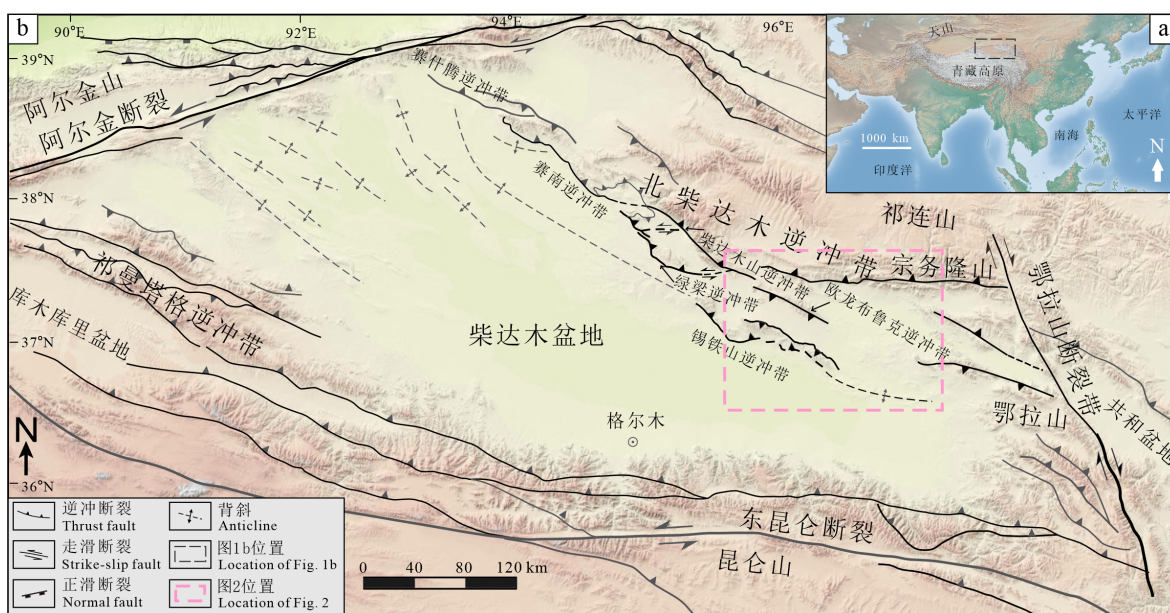 b
90°E
92°E
94°E
96°E
a
39°N
38°N
37°N
36°N
天山
青藏高原
太平洋
南海
印度洋
1000 km
N
阿尔金山
阿尔金断裂
赛什腾逆冲带
赛南逆冲带
北柴达木逆冲带
祁连山
柴达木山逆冲带
宗务隆山
欧龙布鲁克逆冲带
绿梁逆冲带
锡铁山逆冲带
鄂拉山断裂带
鄂拉山
共和盆地
祁曼塔格逆冲带
库木库里盆地
柴达木盆地
格尔木
东昆仑断裂
昆仑山
N
逆冲断裂
Thrust fault
背斜
Anticline
走滑断裂
Strike-slip fault
图1b位置
Location of Fig. 1b
正滑断裂
Normal fault
图2位置
Location of Fig. 2
0 40 80 120 km